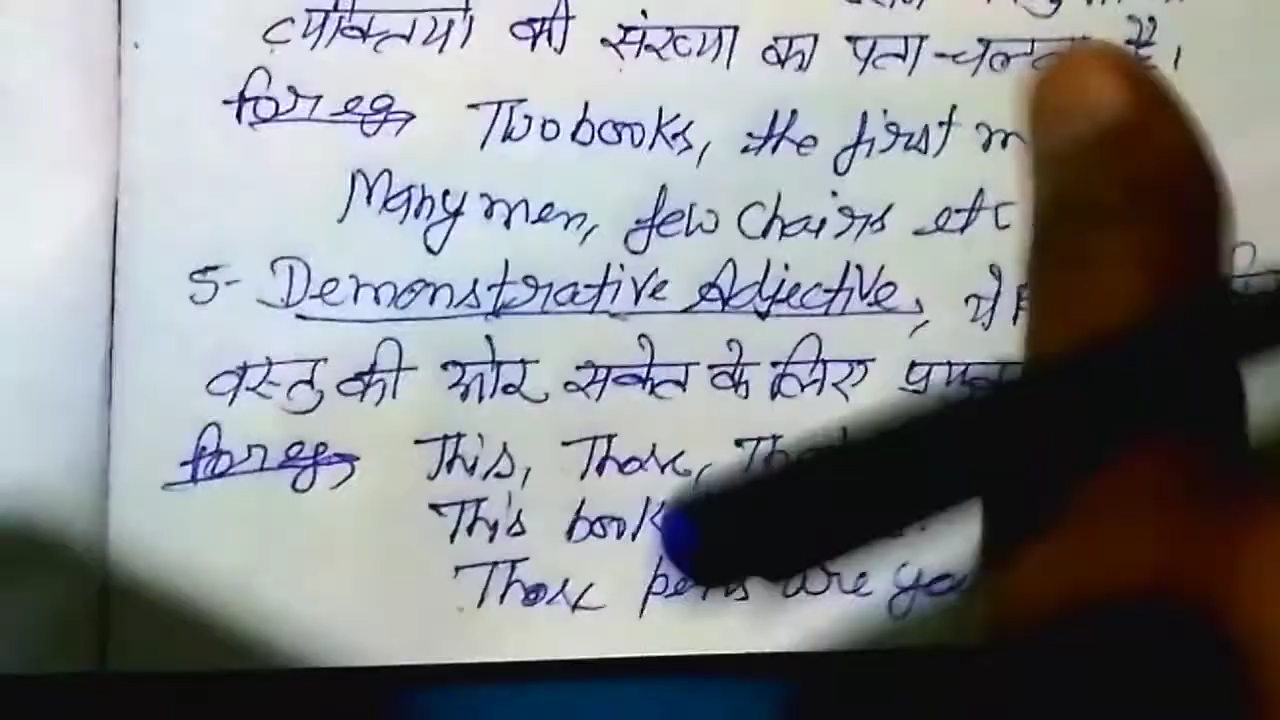 व्यक्तियो की संख्या का पता चलता है।
for eg, Two books, the first
Many men, few chairs etc
5- Demonstrative Adjective, ये
वस्तु की ओर सकेत के लिए
for eg, This, Those,
This book
Those pens are